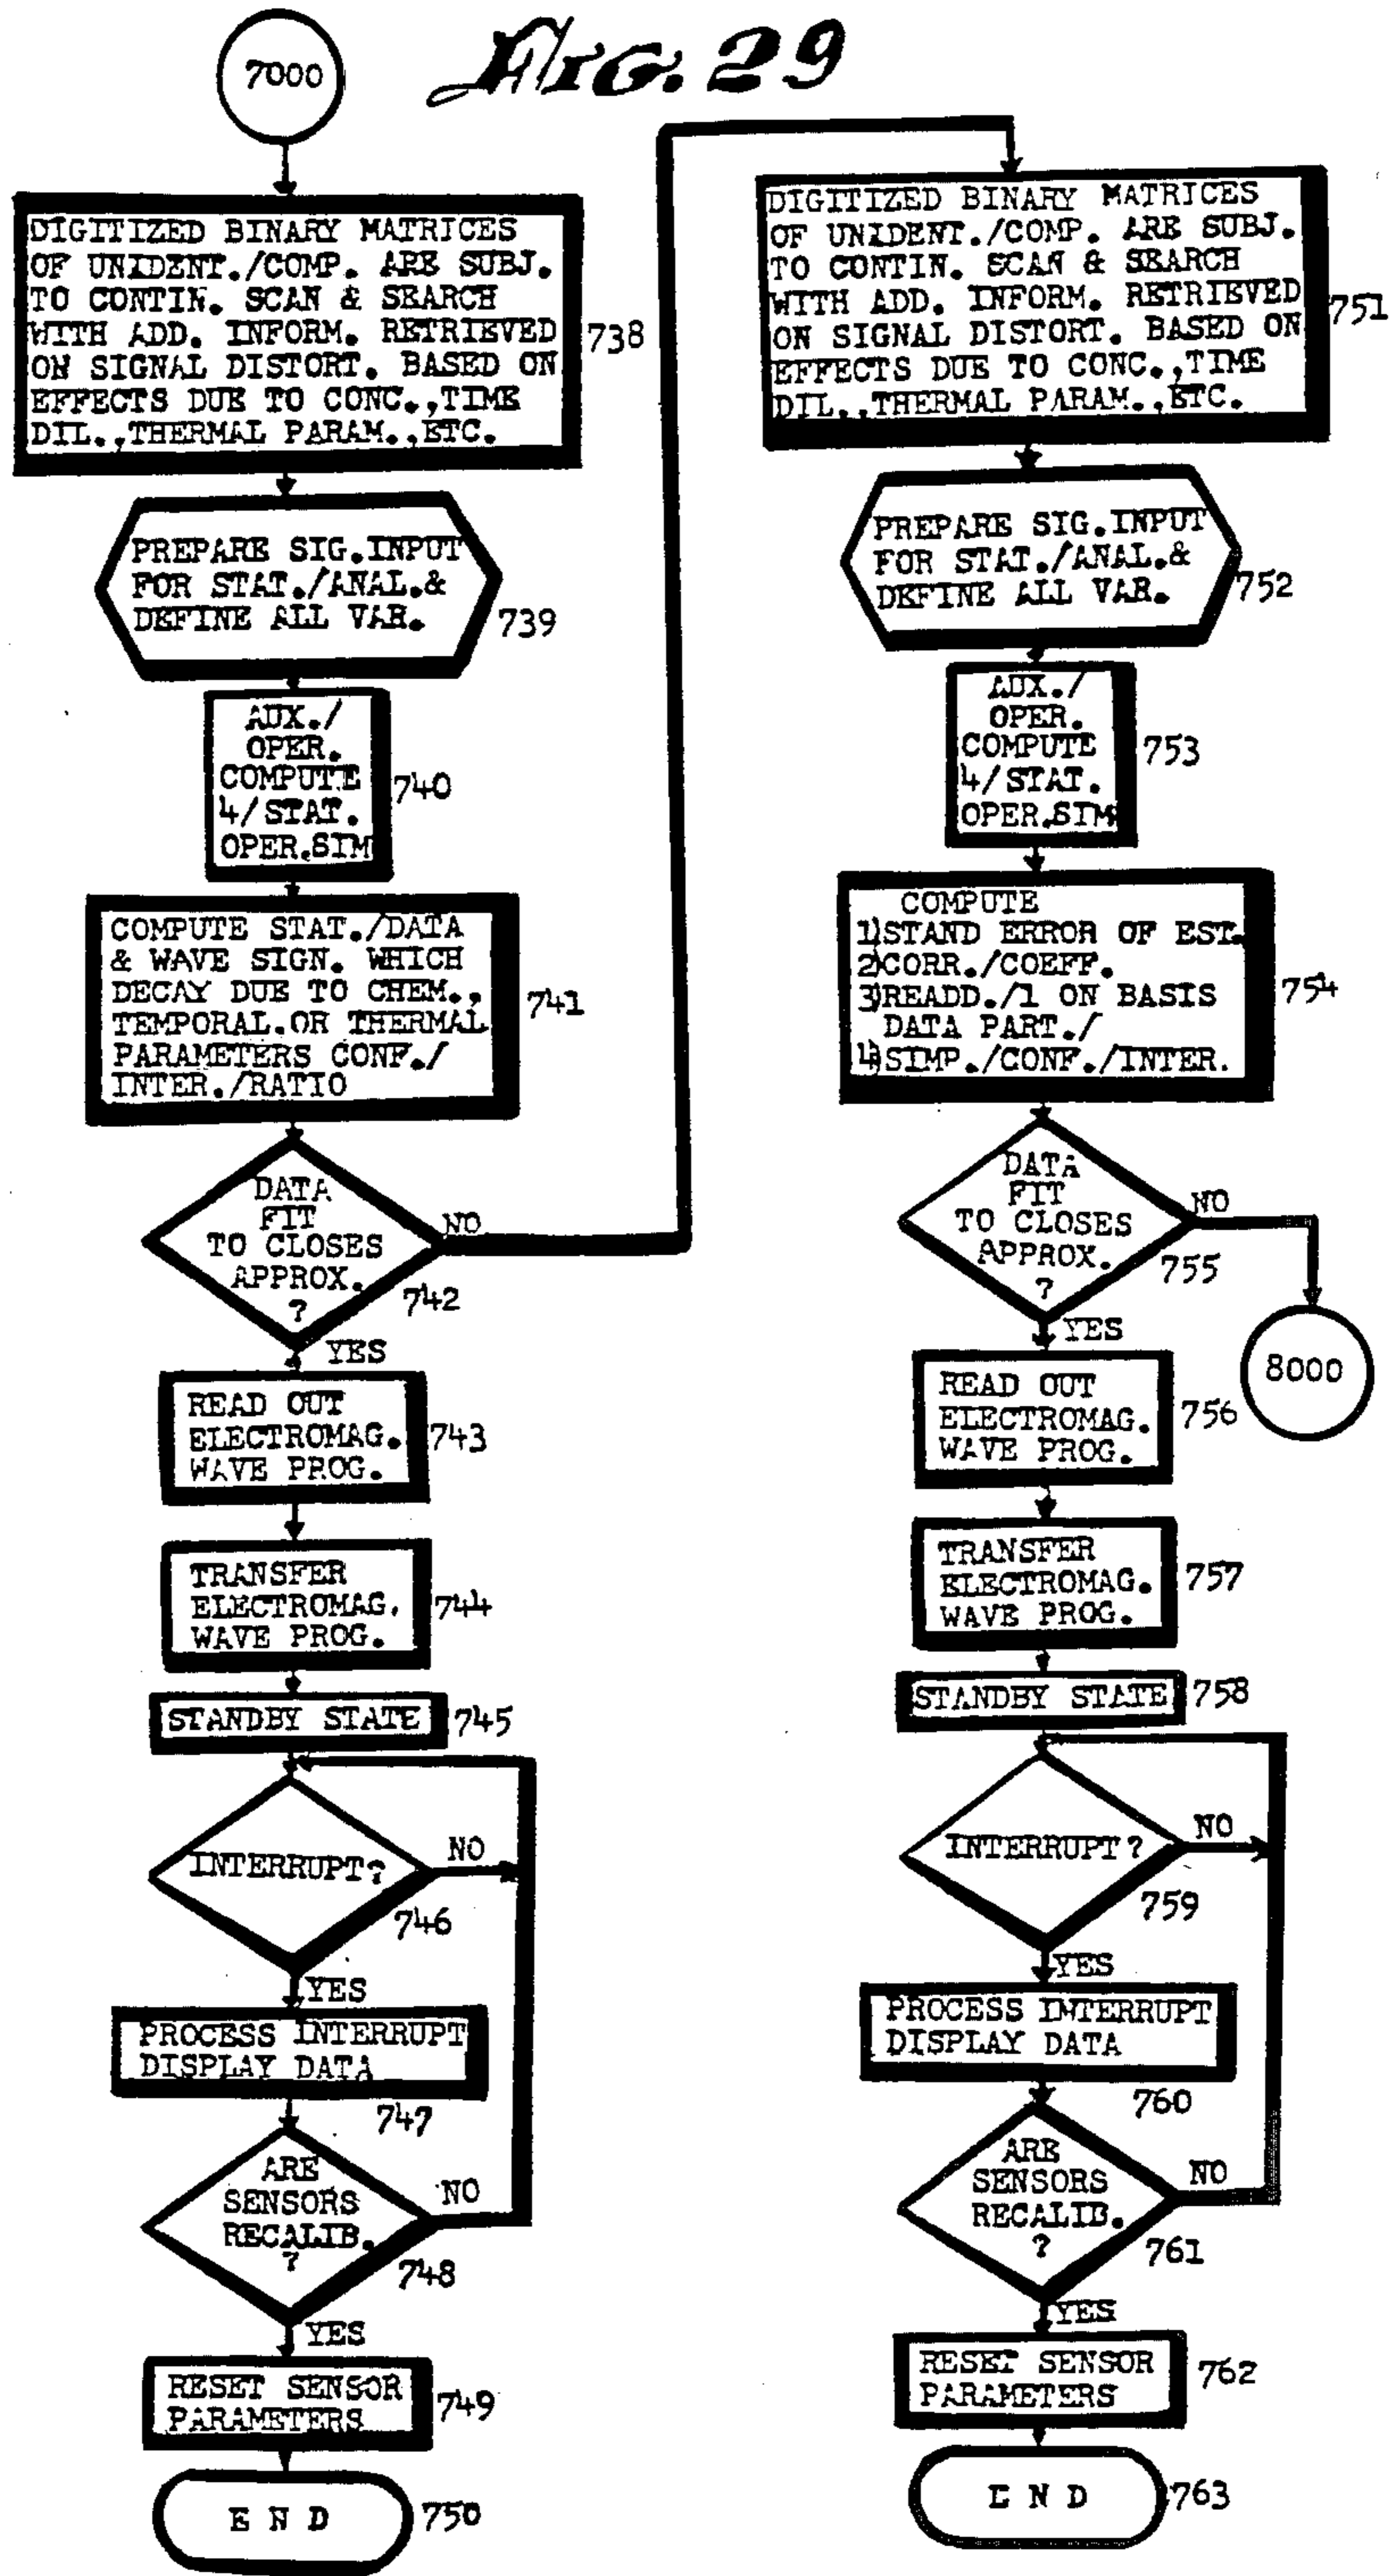 FIG. 29
7000
DIGITIZED BINARY MATRICES
OF UNIDENT./COMP. ARE SUBJ.
TO CONTIN. SCAN & SEARCH
WITH ADD. INFORM. RETRIEVED
ON SIGNAL DISTORT. BASED ON
EFFECTS DUE TO CONC.,TIME
DIL.,THERMAL PARAM.,ETC.
738
PREPARE SIG.INPUT
FOR STAT./ANAL.&
DEFINE ALL VAR.
739
AUX./
OPER.
COMPUTE
4/STAT.
OPER.SIM
740
COMPUTE STAT./DATA
& WAVE SIGN. WHICH
DECAY DUE TO CHEM.,
TEMPORAL.OR THERMAL
PARAMETERS CONF./
INTER./RATIO
741
DATA
FIT
TO CLOSES
APPROX.
?
742
NO
YES
READ OUT
ELECTROMAG.
WAVE PROG.
743
TRANSFER
ELECTROMAG.
WAVE PROG.
744
STANDBY STATE
745
INTERRUPT?
746
NO
YES
PROCESS INTERRUPT
DISPLAY DATA
747
ARE
SENSORS
RECALIB.
?
748
NO
YES
RESET SENSOR
PARAMETERS
749
E N D
750
DIGITIZED BINARY MATRICES
OF UNIDENT./COMP. ARE SUBJ.
TO CONTIN. SCAN & SEARCH
WITH ADD. INFORM. RETRIEVED
ON SIGNAL DISTORT. BASED ON
EFFECTS DUE TO CONC.,TIME
DIL.,THERMAL PARAM.,ETC.
751
PREPARE SIG.INPUT
FOR STAT./ANAL.&
DEFINE ALL VAR.
752
AUX./
OPER.
COMPUTE
4/STAT.
OPER.SIM
753
COMPUTE
1)STAND ERROR OF EST.
2)CORR./COEFF.
3)READD./1 ON BASIS
DATA PART./
4)SIMP./CONF./INTER.
754
DATA
FIT
TO CLOSES
APPROX.
?
755
NO
8000
YES
READ OUT
ELECTROMAG.
WAVE PROG.
756
TRANSFER
ELECTROMAG.
WAVE PROG.
757
STANDBY STATE
758
INTERRUPT?
759
NO
YES
PROCESS INTERRUPT
DISPLAY DATA
760
ARE
SENSORS
RECALIB.
?
761
NO
YES
RESET SENSOR
PARAMETERS
762
E N D
763